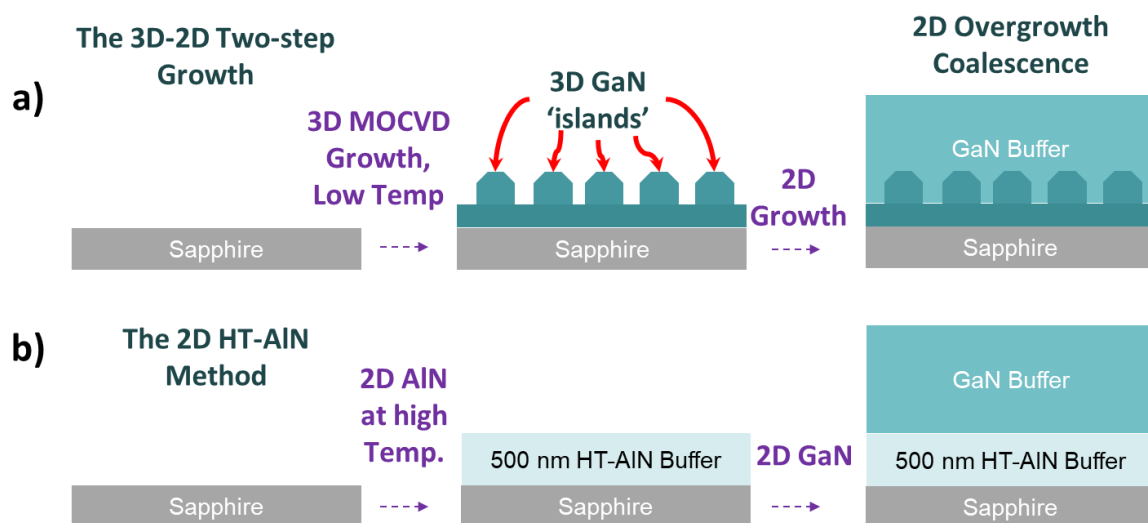 a)
The 3D-2D Two-step
Growth
Sapphire
3D MOCVD
Growth,
Low Temp
3D GaN
‘islands’
Sapphire
2D
Growth
2D Overgrowth
Coalescence
GaN Buffer
Sapphire
b)
The 2D HT-AlN
Method
Sapphire
2D AlN
at high
Temp.
500 nm HT-AlN Buffer
Sapphire
2D GaN
GaN Buffer
500 nm HT-AlN Buffer
Sapphire